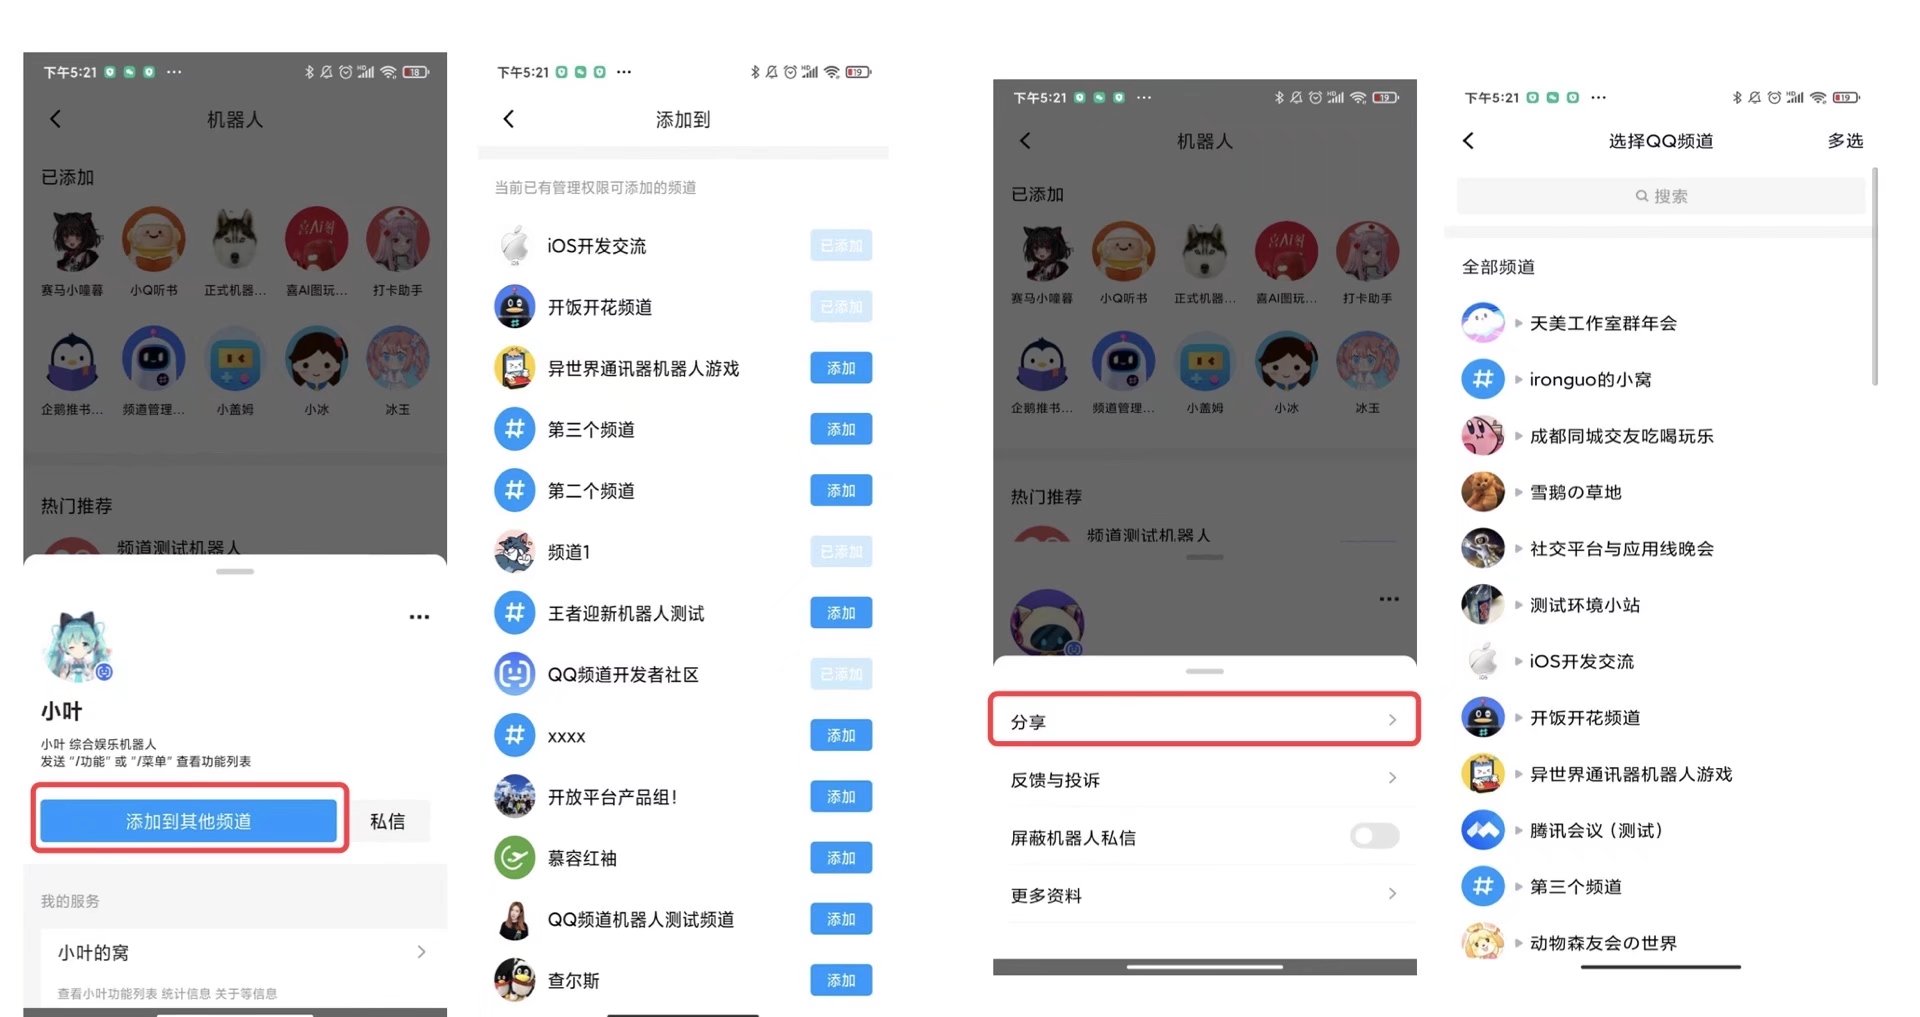 下午5:21
18
机器人
已添加
赛马小噇暮 小Q听书 正式机器... 喜AI图玩... 打卡助手
企鹅推书... 频道管理... 小盖姆 小冰 冰玉
热门推荐
频道测试机器人
小叶
小叶 综合娱乐机器人
发送 "/功能" 或 "/菜单" 查看功能列表
添加到其他频道 私信
我的服务
小叶的窝
查看小叶功能列表 统计信息 关于等信息
下午5:21
19
添加到
当前已有管理权限可添加的频道
iOS开发交流 已添加
开饭开花频道 已添加
异世界通讯器机器人游戏 添加
第三个频道 添加
第二个频道 添加
频道1 已添加
王者迎新机器人测试 添加
QQ频道开发者社区 已添加
xxxx 添加
开放平台产品组! 添加
慕容红袖 添加
QQ频道机器人测试频道 添加
查尔斯 添加
下午5:21
19
机器人
已添加
赛马小噇暮 小Q听书 正式机器... 喜AI图玩... 打卡助手
企鹅推书... 频道管理... 小盖姆 小冰 冰玉
热门推荐
频道测试机器人
分享
反馈与投诉
屏蔽机器人私信
更多资料
下午5:21
19
选择QQ频道 多选
搜索
全部频道
天美工作室群年会
ironguo的小窝
成都同城交友吃喝玩乐
雪鹅の草地
社交平台与应用线晚会
测试环境小站
iOS开发交流
开饭开花频道
异世界通讯器机器人游戏
腾讯会议（测试）
第三个频道
动物森友会の世界